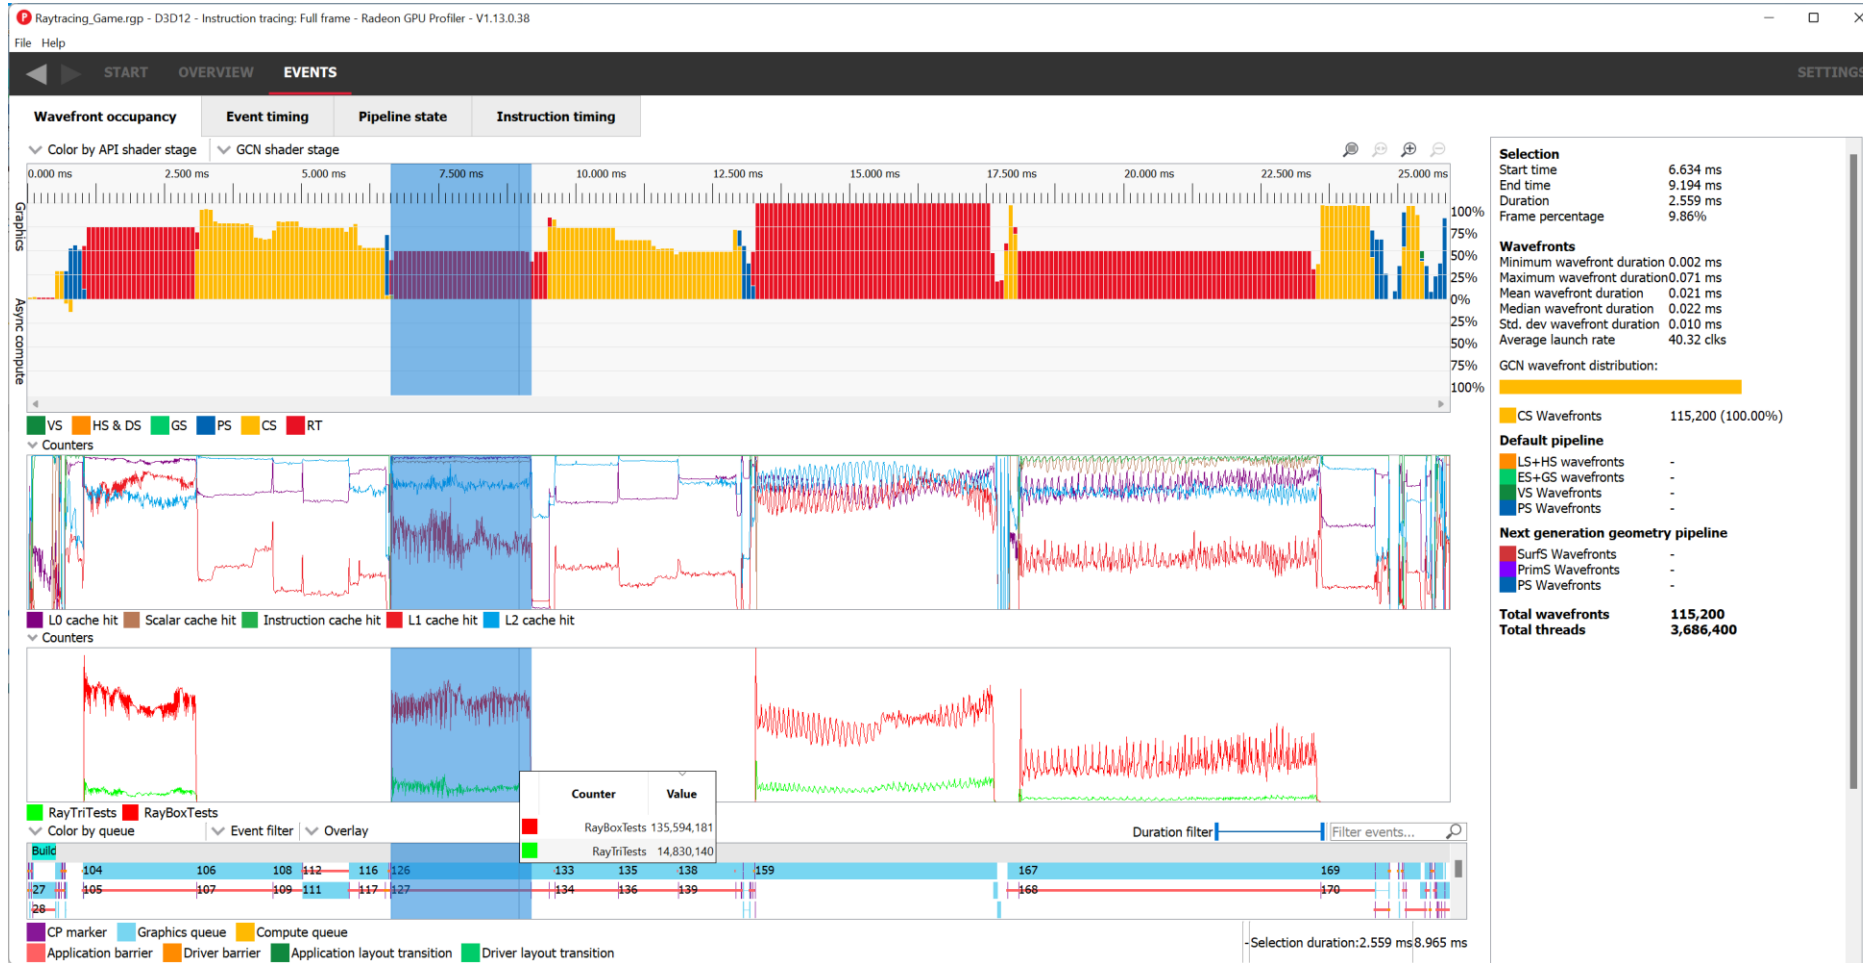 Raytracing_Game.rgp - D3D12 - Instruction tracing: Full frame - Radeon GPU Profiler - V1.13.0.38
File Help
START OVERVIEW EVENTS SETTINGS
Wavefront occupancy Event timing Pipeline state Instruction timing
Color by API shader stage GCN shader stage
0.000 ms 2.500 ms 5.000 ms 7.500 ms 10.000 ms 12.500 ms 15.000 ms 17.500 ms 20.000 ms 22.500 ms 25.000 ms
Graphics
100%
75%
50%
25%
0%
Async compute
25%
50%
75%
100%
VS HS & DS GS PS CS RT
Counters
L0 cache hit Scalar cache hit Instruction cache hit L1 cache hit L2 cache hit
Counters
Counter Value
RayBoxTests 135,594,181
RayTriTests 14,830,140
RayTriTests RayBoxTests
Color by queue Event filter Overlay Duration filter Filter events...
Build
104 106 108 112 116 126 133 135 138 159 167 169
27 105 107 109 111 117 127 134 136 139 168 170
28
CP marker Graphics queue Compute queue
Application barrier Driver barrier Application layout transition Driver layout transition
Selection duration:2.559 ms 8.965 ms
Selection
Start time 6.634 ms
End time 9.194 ms
Duration 2.559 ms
Frame percentage 9.86%
Wavefronts
Minimum wavefront duration 0.002 ms
Maximum wavefront duration 0.071 ms
Mean wavefront duration 0.021 ms
Median wavefront duration 0.022 ms
Std. dev wavefront duration 0.010 ms
Average launch rate 40.32 clks
GCN wavefront distribution:
CS Wavefronts 115,200 (100.00%)
Default pipeline
LS+HS wavefronts -
ES+GS wavefronts -
VS Wavefronts -
PS Wavefronts -
Next generation geometry pipeline
SurfS Wavefronts -
PrimS Wavefronts -
PS Wavefronts -
Total wavefronts 115,200
Total threads 3,686,400